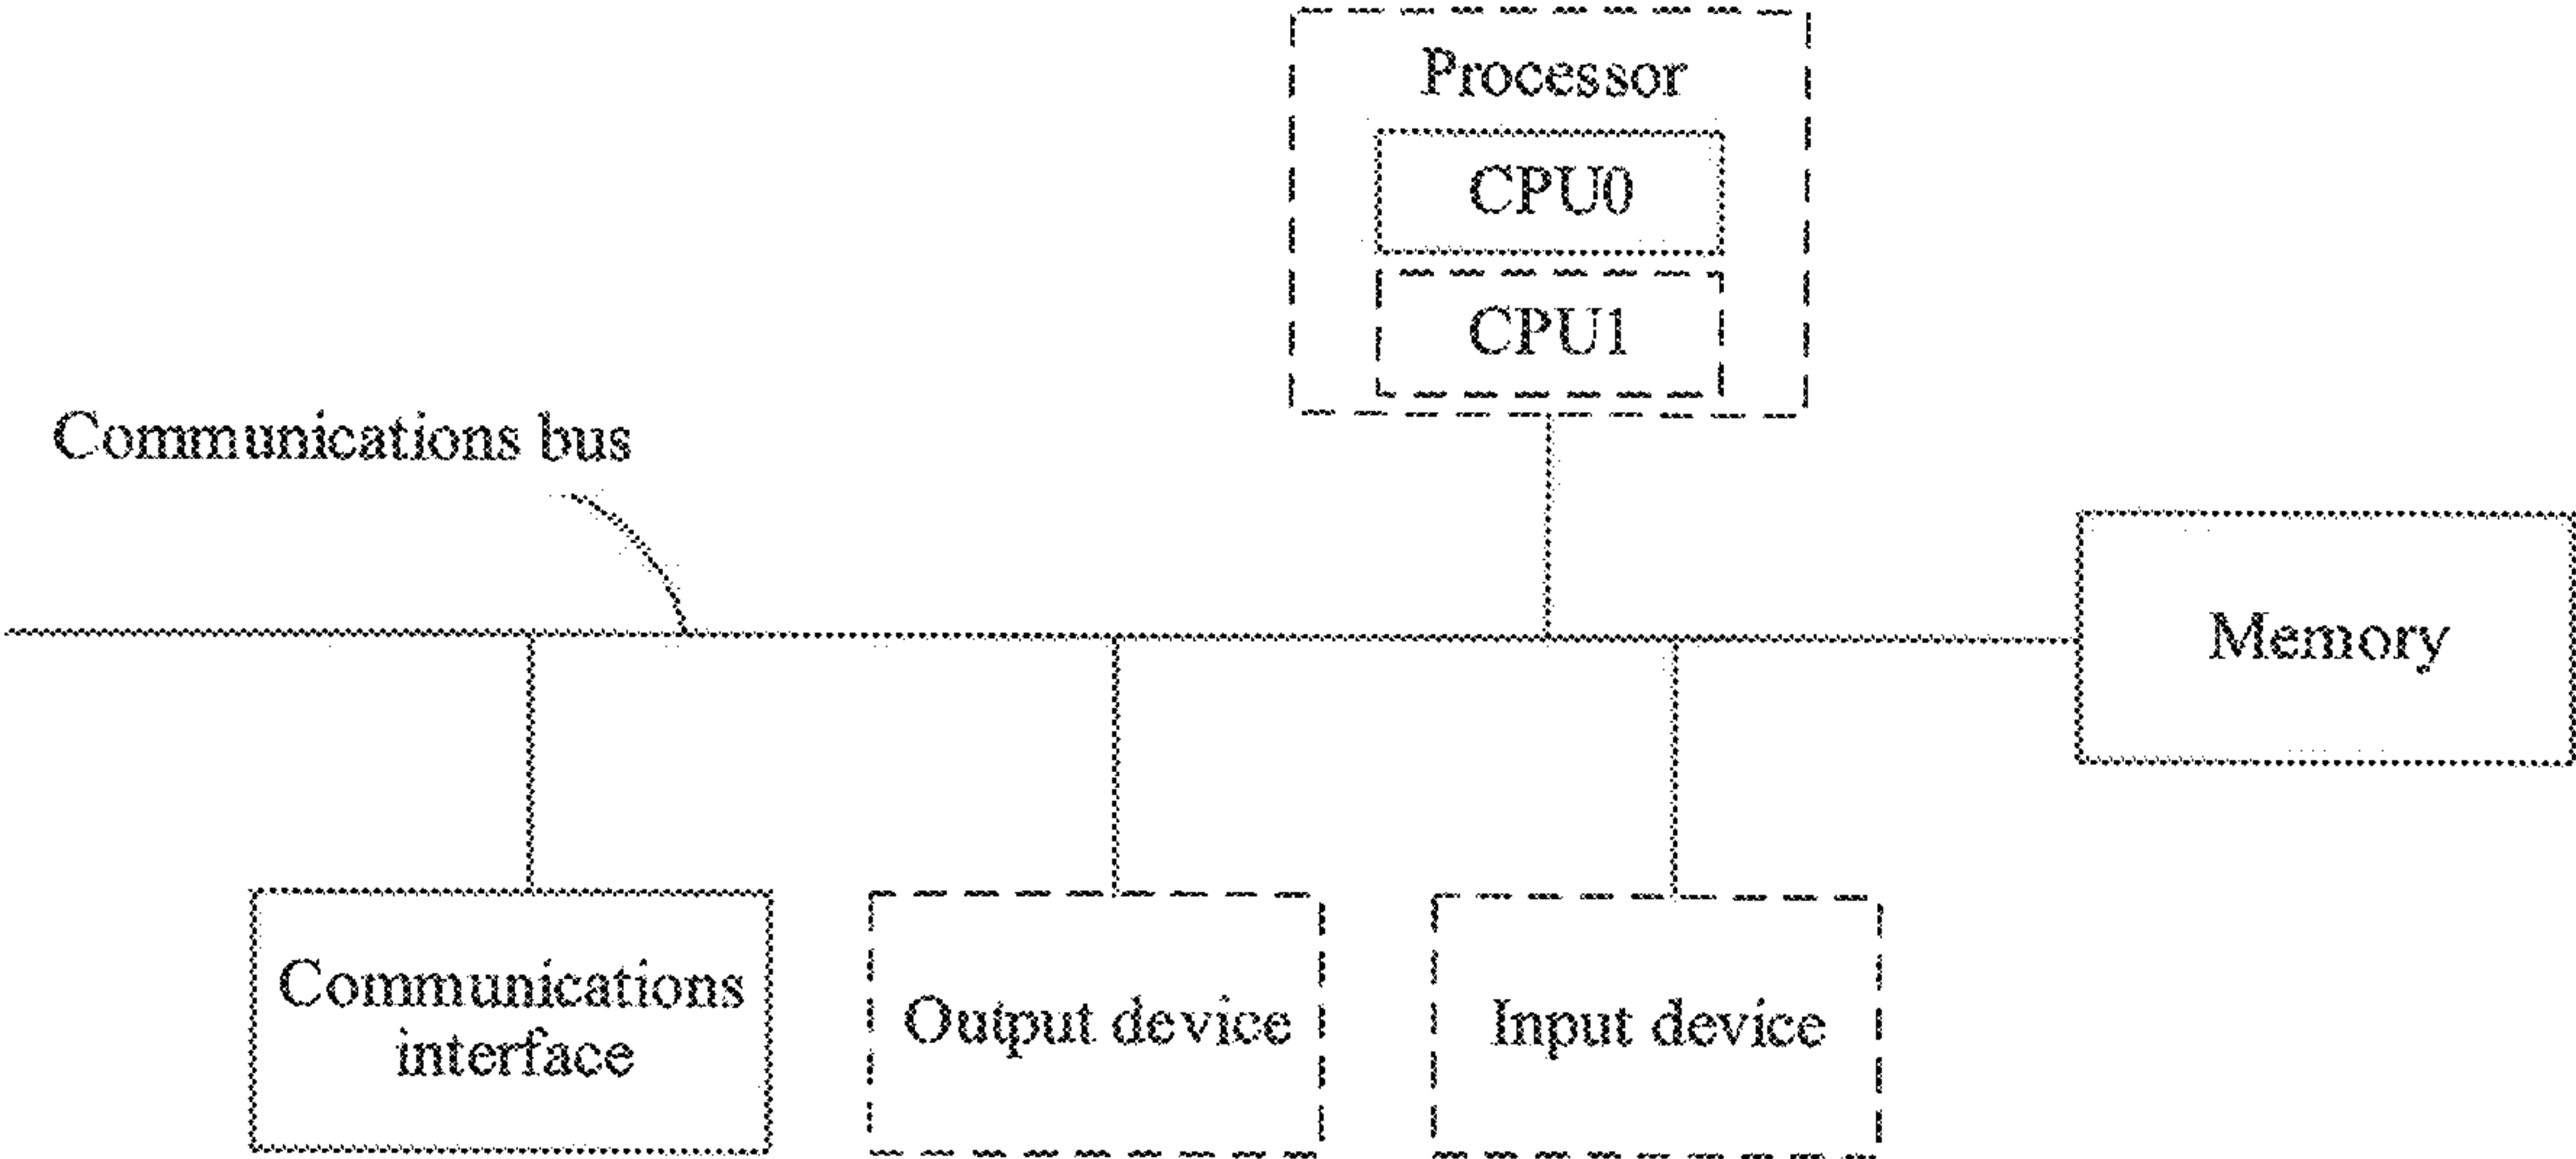 Processor
CPU0
CPU1
Communications bus
Memory
Communications
interface
Output device
Input device